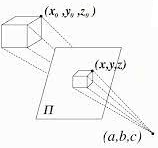 (x₀ ,y₀ ,z₀)
(x,y,z)
Π
(a,b,c)